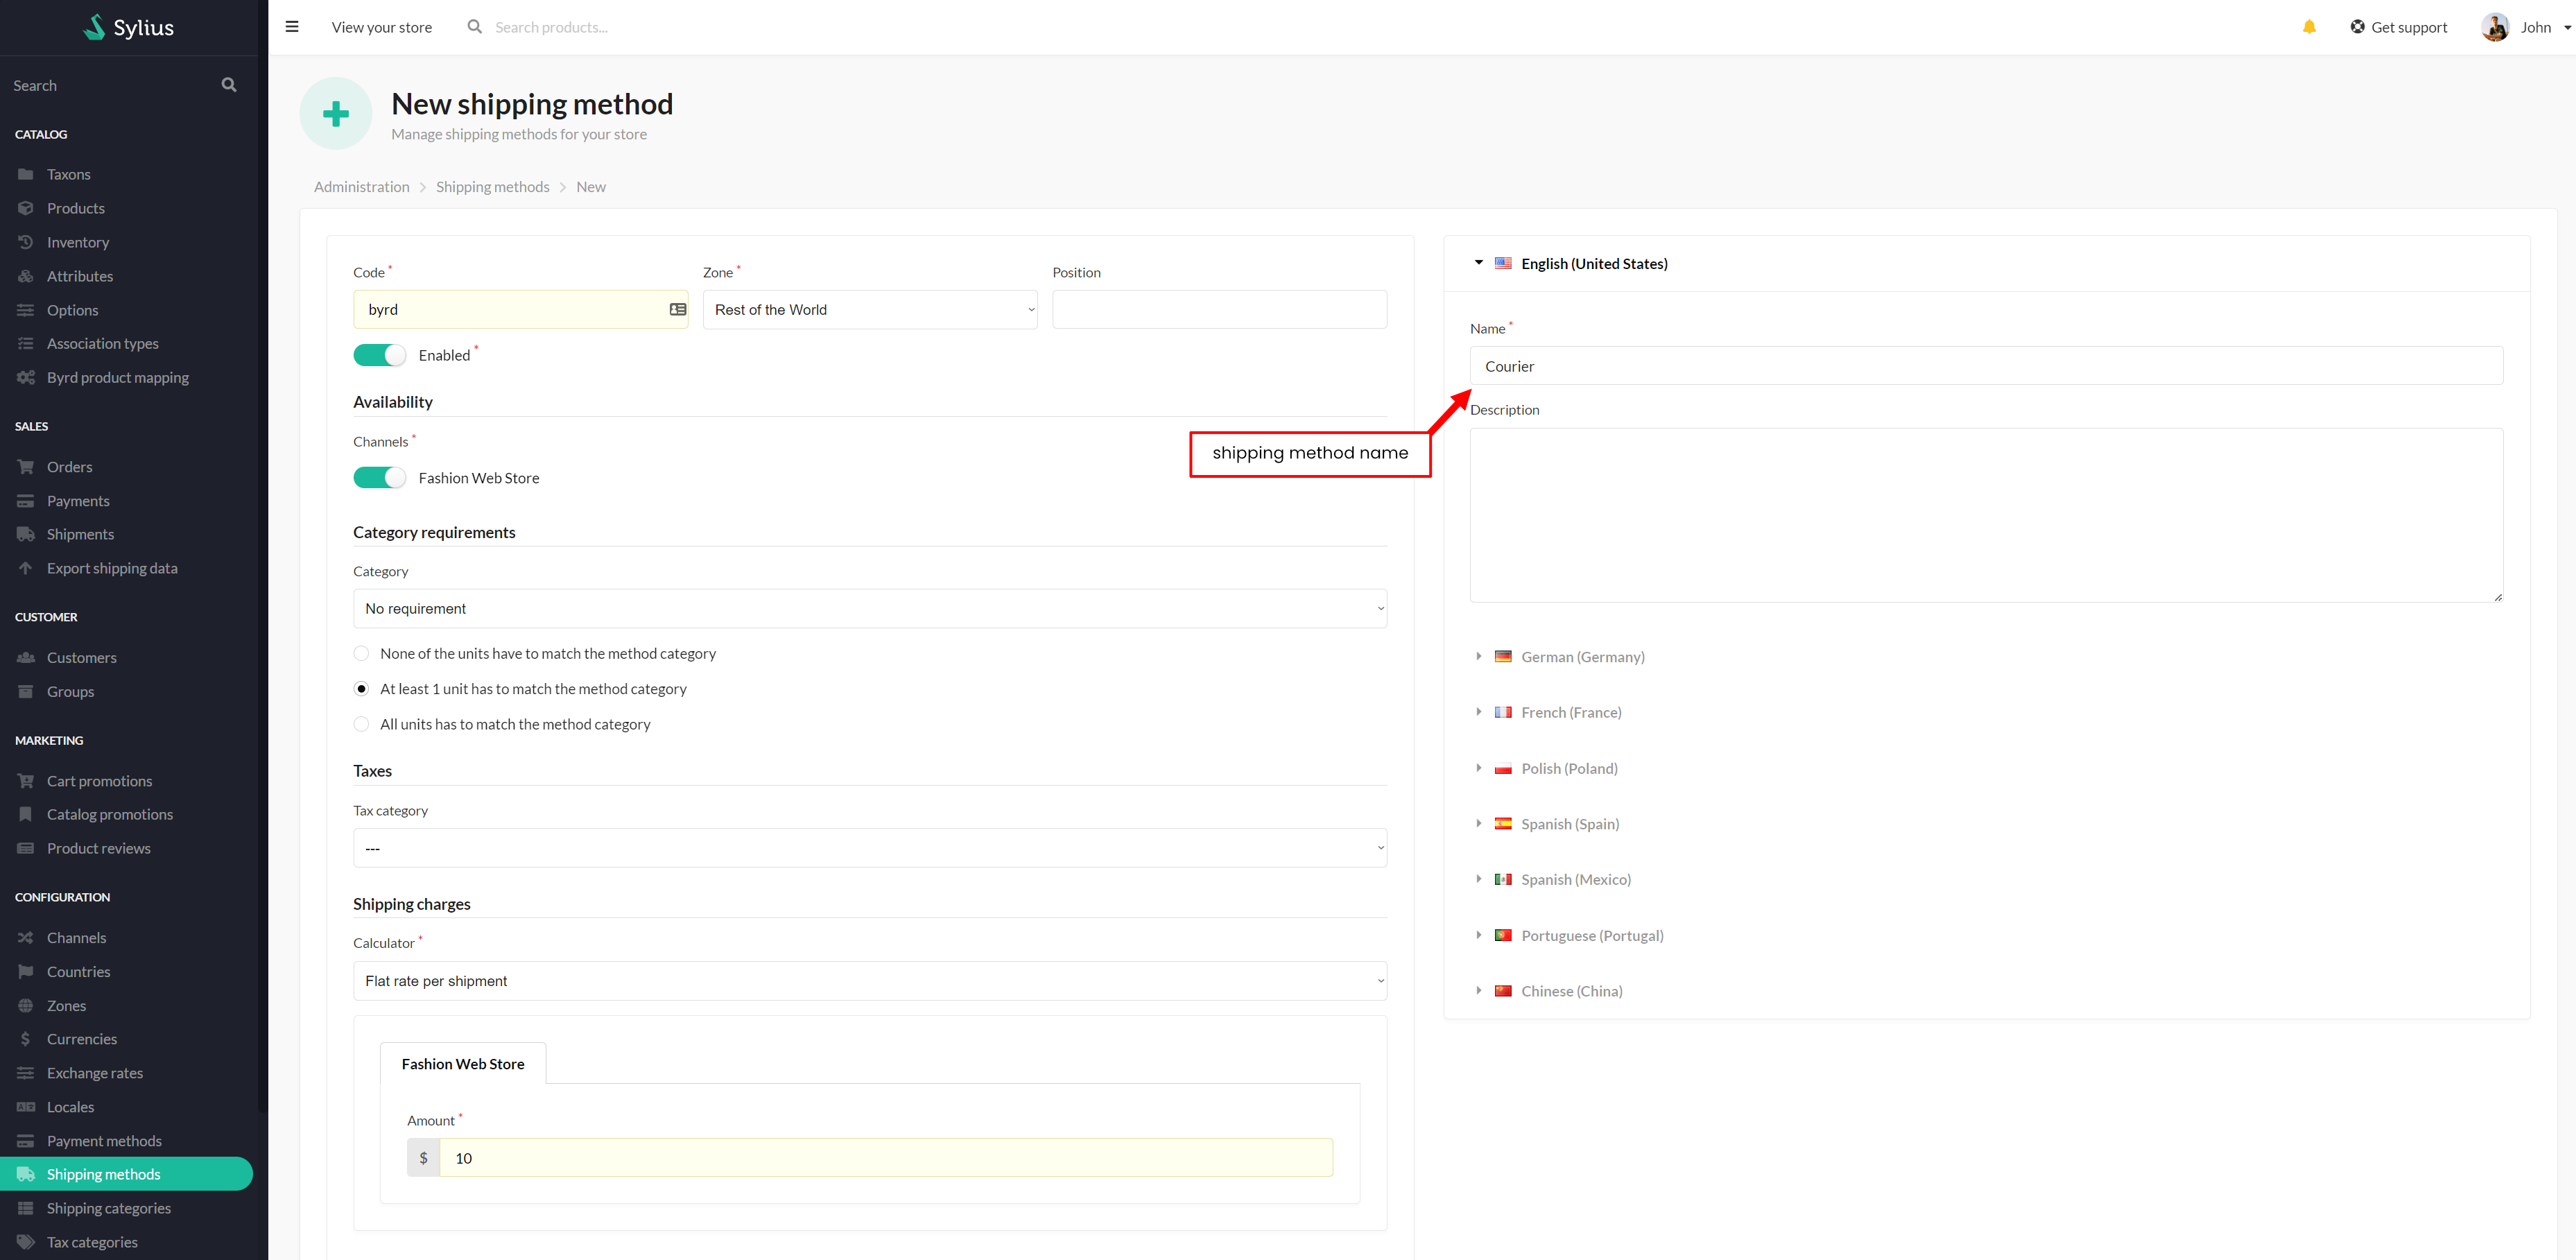 Sylius
View your store
Search products...
Get support
John
Search
CATALOG
Taxons
Products
Inventory
Attributes
Options
Association types
Byrd product mapping
SALES
Orders
Payments
Shipments
Export shipping data
CUSTOMER
Customers
Groups
MARKETING
Cart promotions
Catalog promotions
Product reviews
CONFIGURATION
Channels
Countries
Zones
Currencies
Exchange rates
Locales
Payment methods
Shipping methods
Shipping categories
Tax categories
New shipping method
Manage shipping methods for your store
Administration > Shipping methods > New
Code * Zone * Position
byrd Rest of the World
Enabled *
Availability
Channels *
Fashion Web Store
Category requirements
Category
No requirement
None of the units have to match the method category
At least 1 unit has to match the method category
All units has to match the method category
Taxes
Tax category
---
Shipping charges
Calculator *
Flat rate per shipment
Fashion Web Store
Amount *
$ 10
English (United States)
Name *
Courier
shipping method name
Description
German (Germany)
French (France)
Polish (Poland)
Spanish (Spain)
Spanish (Mexico)
Portuguese (Portugal)
Chinese (China)